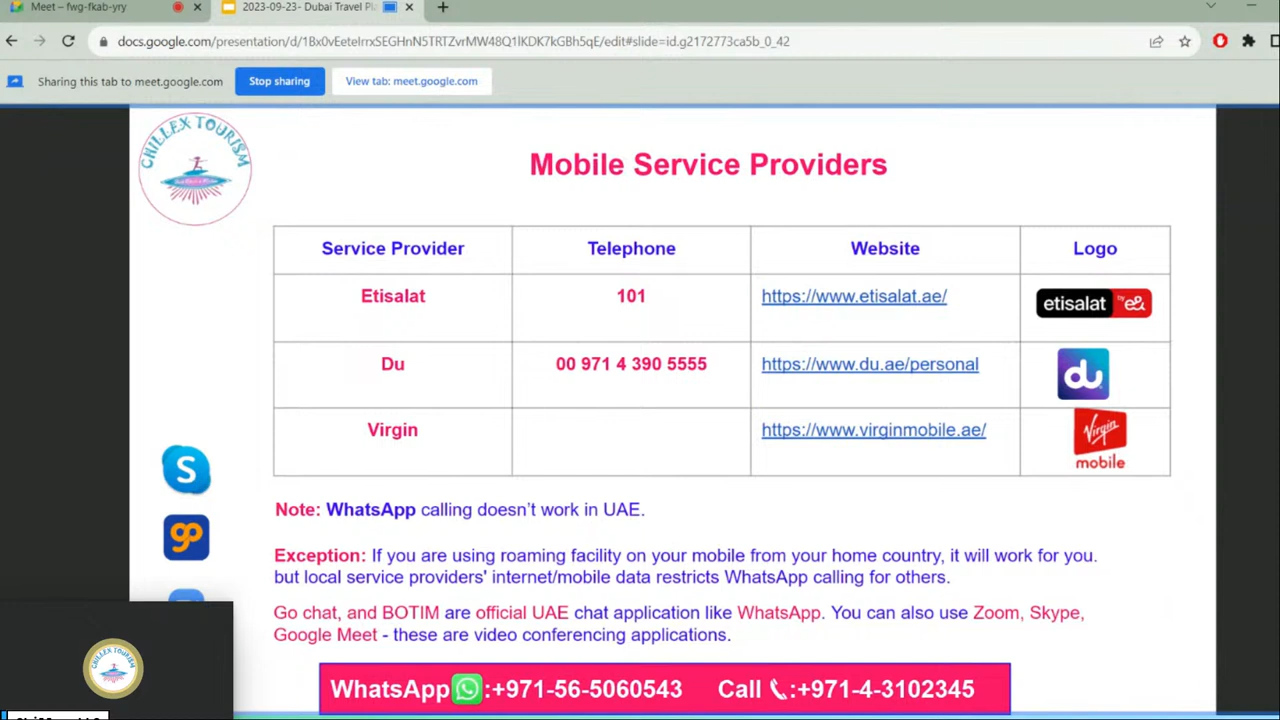 Meet – fwg-fkab-yry
2023-09-23- Dubai Travel Pl
docs.google.com/presentation/d/1Bx0vEetelrrxSEGHnN5TRTZvrMW48Q1lKDK7kGBh5qE/edit#slide=id.g2172773ca5b_0_42
Sharing this tab to meet.google.com
Stop sharing
View tab: meet.google.com
CHILLEX TOURISM
Mobile Service Providers
Service Provider Telephone Website Logo
Etisalat 101 https://www.etisalat.ae/ etisalat by e&
Du 00 971 4 390 5555 https://www.du.ae/personal du
Virgin https://www.virginmobile.ae/ Virgin
mobile
S
go
Note: WhatsApp calling doesn't work in UAE.
Exception: If you are using roaming facility on your mobile from your home country, it will work for you.
but local service providers' internet/mobile data restricts WhatsApp calling for others.
Go chat, and BOTIM are official UAE chat application like WhatsApp. You can also use Zoom, Skype,
Google Meet - these are video conferencing applications.
CHILLEX TOURISM
WhatsApp :+971-56-5060543 Call :+971-4-3102345